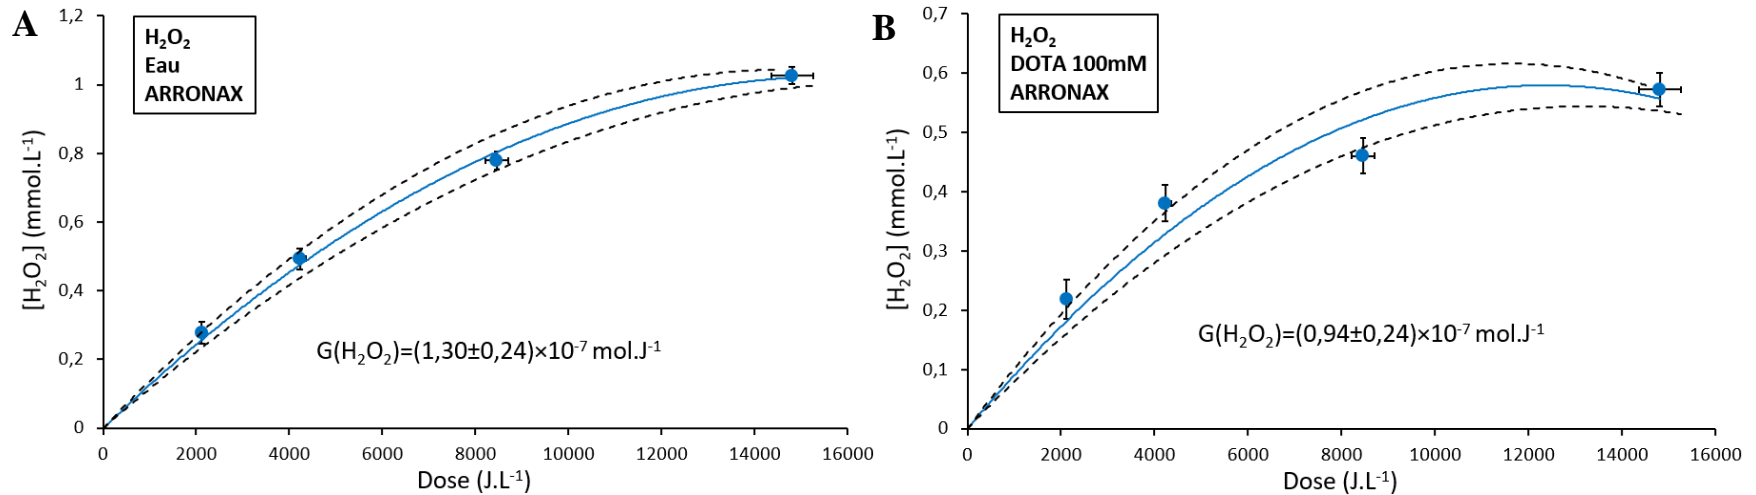 A
H₂O₂
Eau
ARRONAX
1,2
1
0,8
0,6
0,4
0,2
0
[H₂O₂] (mmol.L⁻¹)
G(H₂O₂)=(1,30±0,24)×10⁻⁷ mol.J⁻¹
0 2000 4000 6000 8000 10000 12000 14000 16000
Dose (J.L⁻¹)
B
H₂O₂
DOTA 100mM
ARRONAX
0,7
0,6
0,5
0,4
0,3
0,2
0,1
0
[H₂O₂] (mmol.L⁻¹)
G(H₂O₂)=(0,94±0,24)×10⁻⁷ mol.J⁻¹
0 2000 4000 6000 8000 10000 12000 14000 16000
Dose (J.L⁻¹)